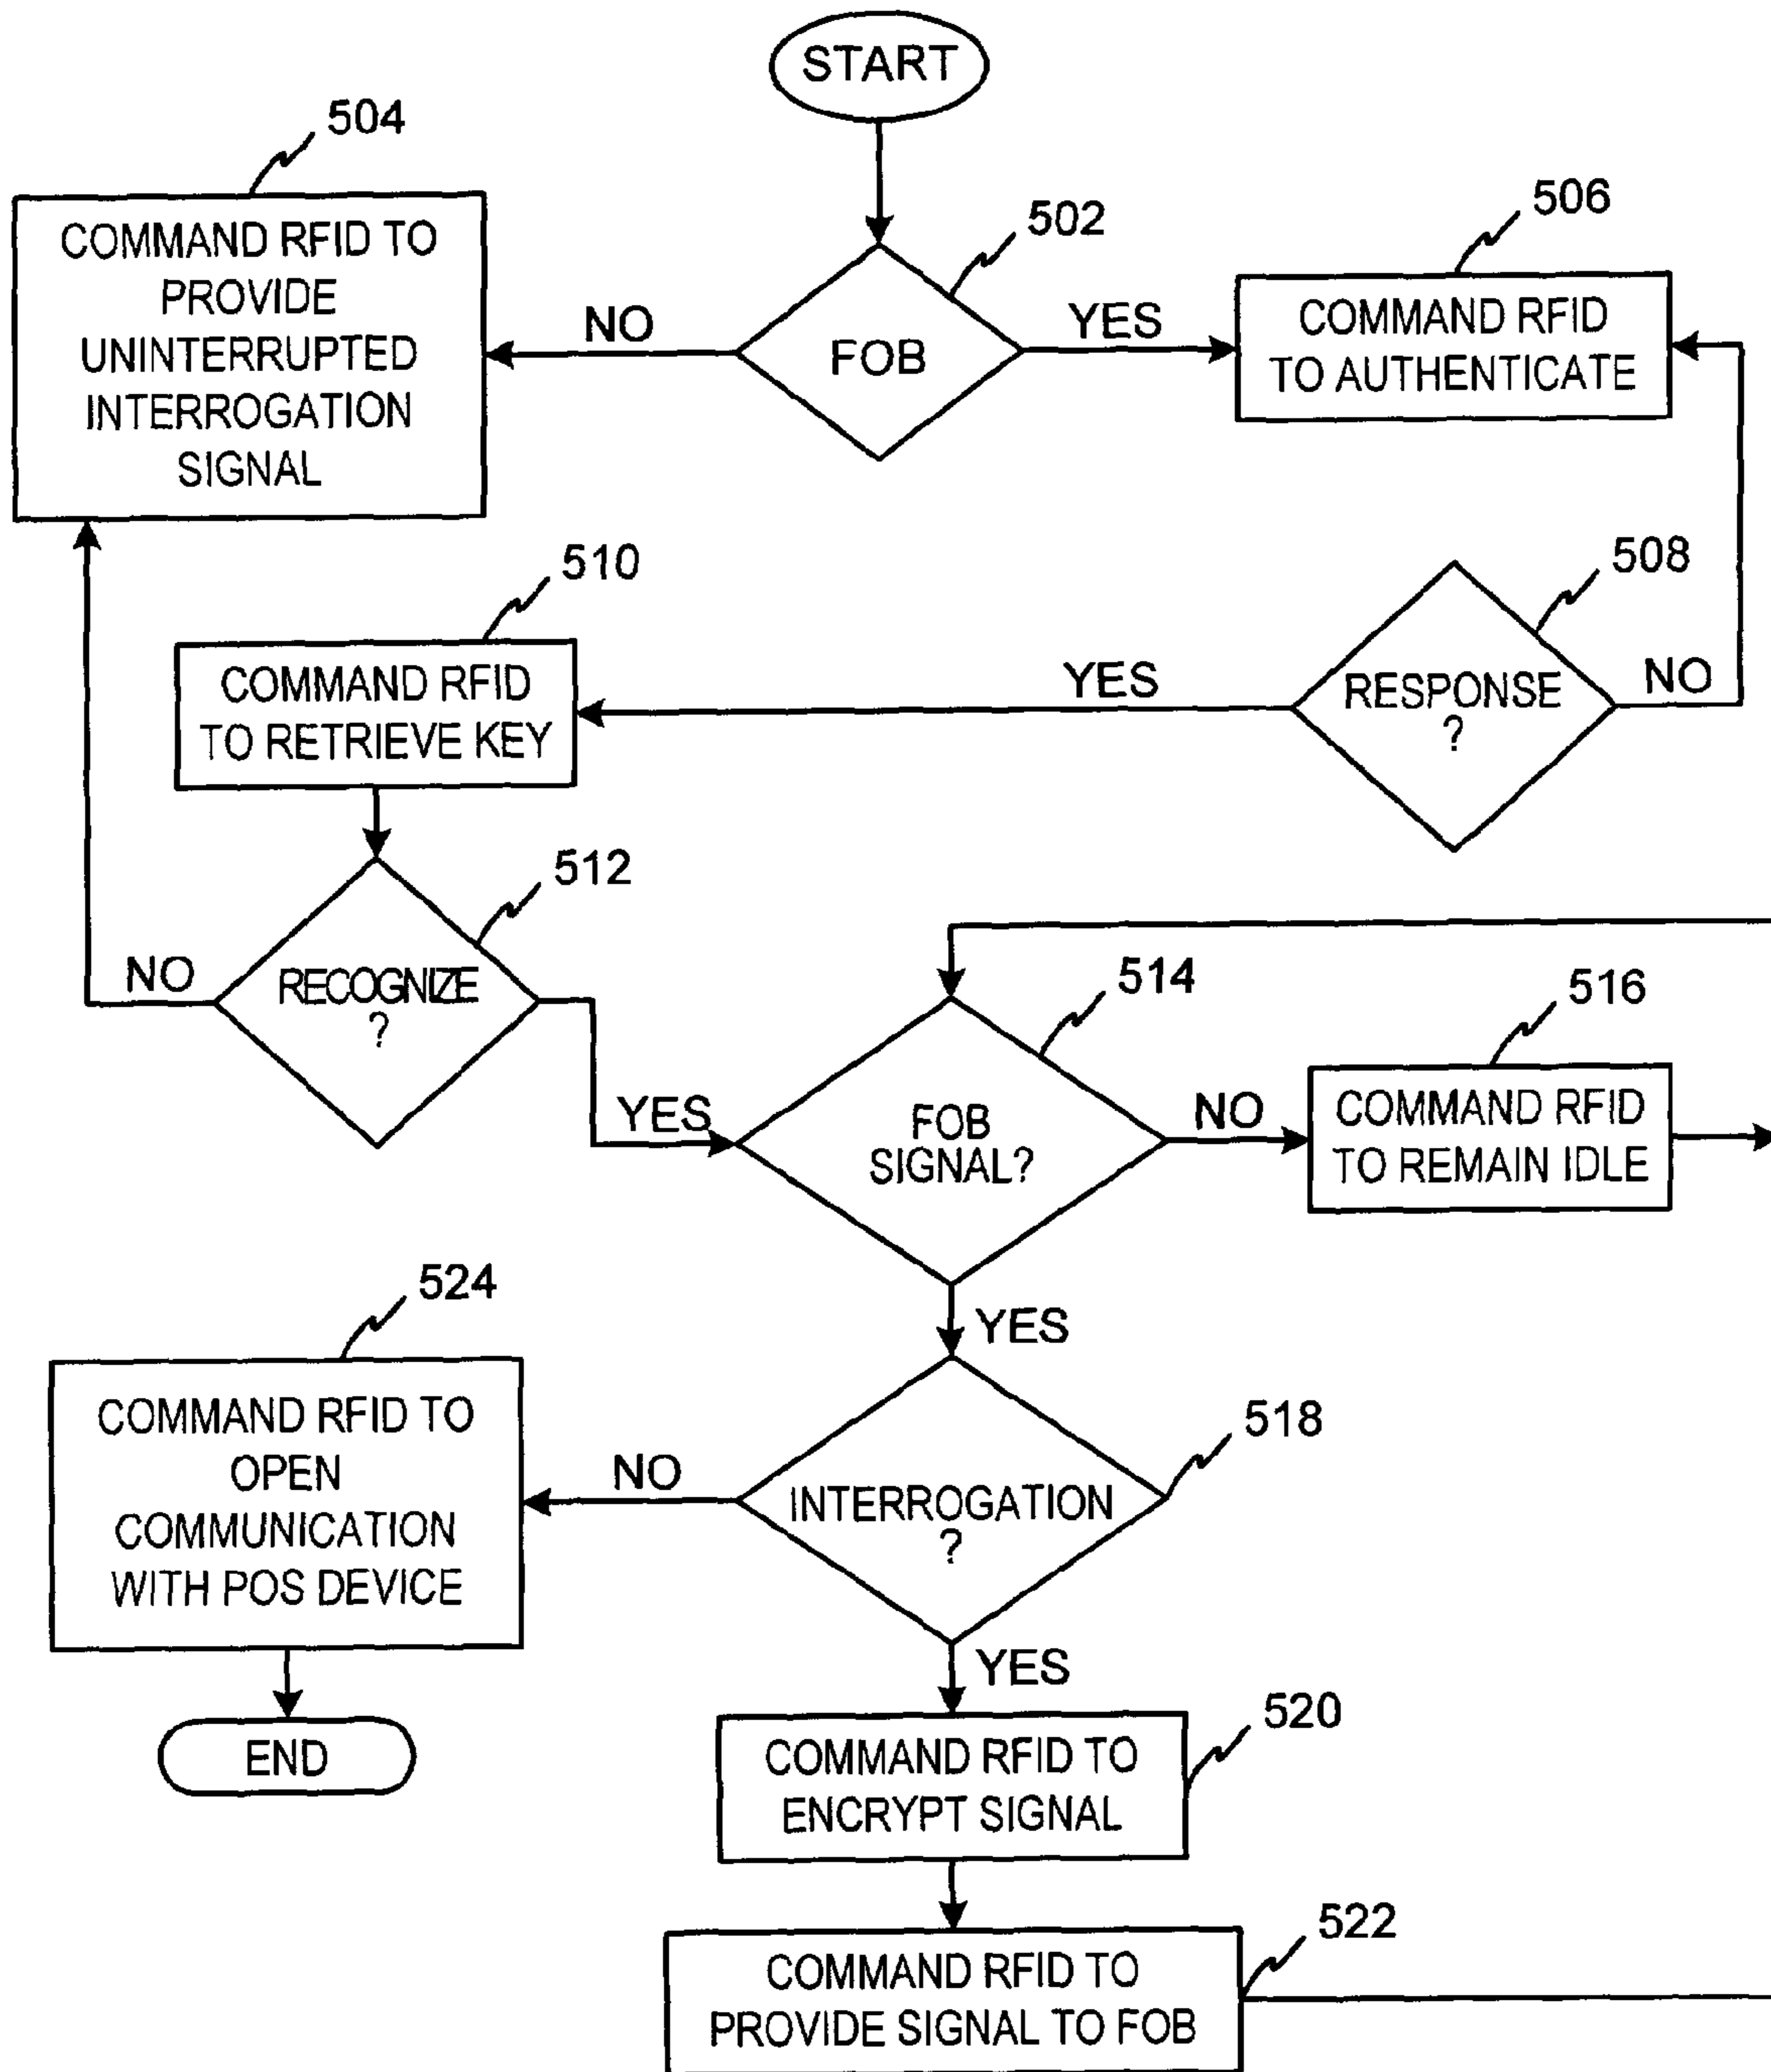 START
504
COMMAND RFID TO
PROVIDE
UNINTERRUPTED
INTERROGATION
SIGNAL
502
FOB
NO
YES
506
COMMAND RFID
TO AUTHENTICATE
508
RESPONSE
?
YES
NO
510
COMMAND RFID
TO RETRIEVE KEY
512
RECOGNIZE
?
NO
YES
514
FOB
SIGNAL?
NO
YES
516
COMMAND RFID
TO REMAIN IDLE
518
INTERROGATION
?
NO
YES
524
COMMAND RFID TO
OPEN
COMMUNICATION
WITH POS DEVICE
END
520
COMMAND RFID TO
ENCRYPT SIGNAL
522
COMMAND RFID TO
PROVIDE SIGNAL TO FOB